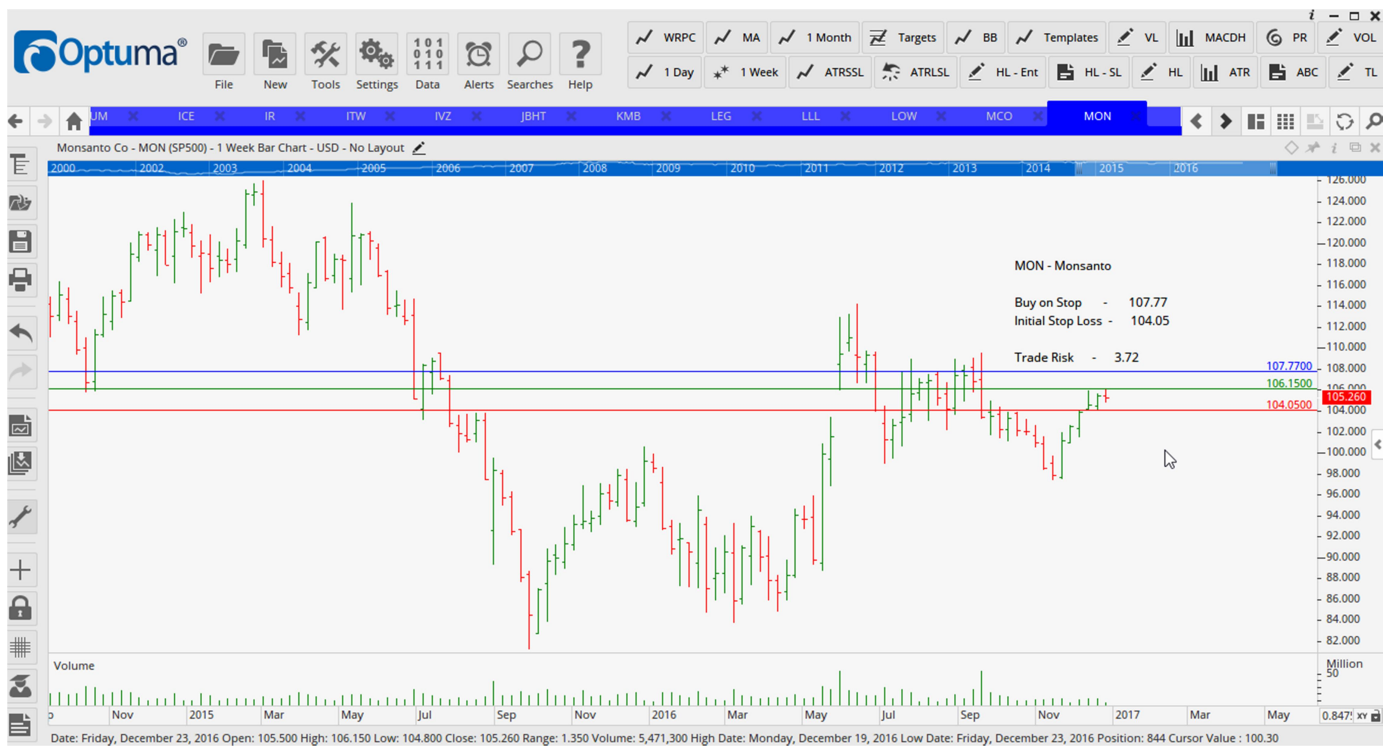 Optuma®
File New Tools Settings Data Alerts Searches Help
WRPC MA 1 Month Targets BB Templates VL MACDH PR VOL
1 Day 1 Week ATRSSL ATRLSL HL - Ent HL - SL HL ATR ABC TL
UM ICE IR ITW IVZ JBHT KMB LEG LLL LOW MCO MON
Monsanto Co - MON (SP500) - 1 Week Bar Chart - USD - No Layout
2000 2002 2003 2004 2005 2006 2007 2008 2009 2010 2011 2012 2013 2014 2015 2016
126.000
124.000
122.000
120.000
118.000
MON - Monsanto
116.000
Buy on Stop - 107.77
114.000
Initial Stop Loss - 104.05
112.000
110.000
Trade Risk - 3.72
107.7700 108.000
106.1500 106.000
105.260
104.0500 104.000
102.000
100.000
98.000
96.000
94.000
92.000
90.000
88.000
86.000
84.000
82.000
Volume
Million
50
Nov 2015 Mar May Jul Sep Nov 2016 Mar May Jul Sep Nov 2017 Mar May XY
Date: Friday, December 23, 2016 Open: 105.500 High: 106.150 Low: 104.800 Close: 105.260 Range: 1.350 Volume: 5,471,300 High Date: Monday, December 19, 2016 Low Date: Friday, December 23, 2016 Position: 844 Cursor Value : 100.30